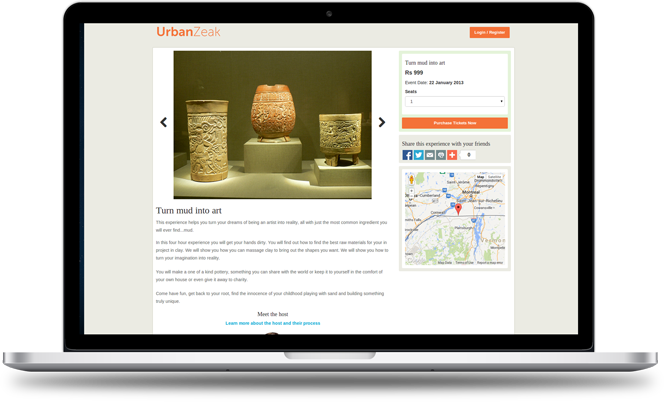 UrbanZeak
Login / Register
Turn mud into art
Rs 999
Event Date: 22 January 2013
Seats
1
Purchase Tickets Now
Share this experience with your friends
0
Map
Montreal
Cornwall
Plattsburgh
Turn mud into art
This experience helps you turn your dreams of being an artist into reality, all with just the most common ingredient you
will ever find...mud.
In this four hour experience you will get your hands dirty. You will find our how to find the best raw materials for your in
project in clay. We will show you how you can massage clay to bring out the shapes you want. We will show you how to
turn your imagination into reality.
You will make a one of a kind pottery, something you can share with the world or keep it to yourself in the comfort of
your own house or even give it away to charity.
Come have fun, get back to your root, find the innocence of your childhood playing with sand and building something
truly unique.
Meet the host
Learn more about the host and their process